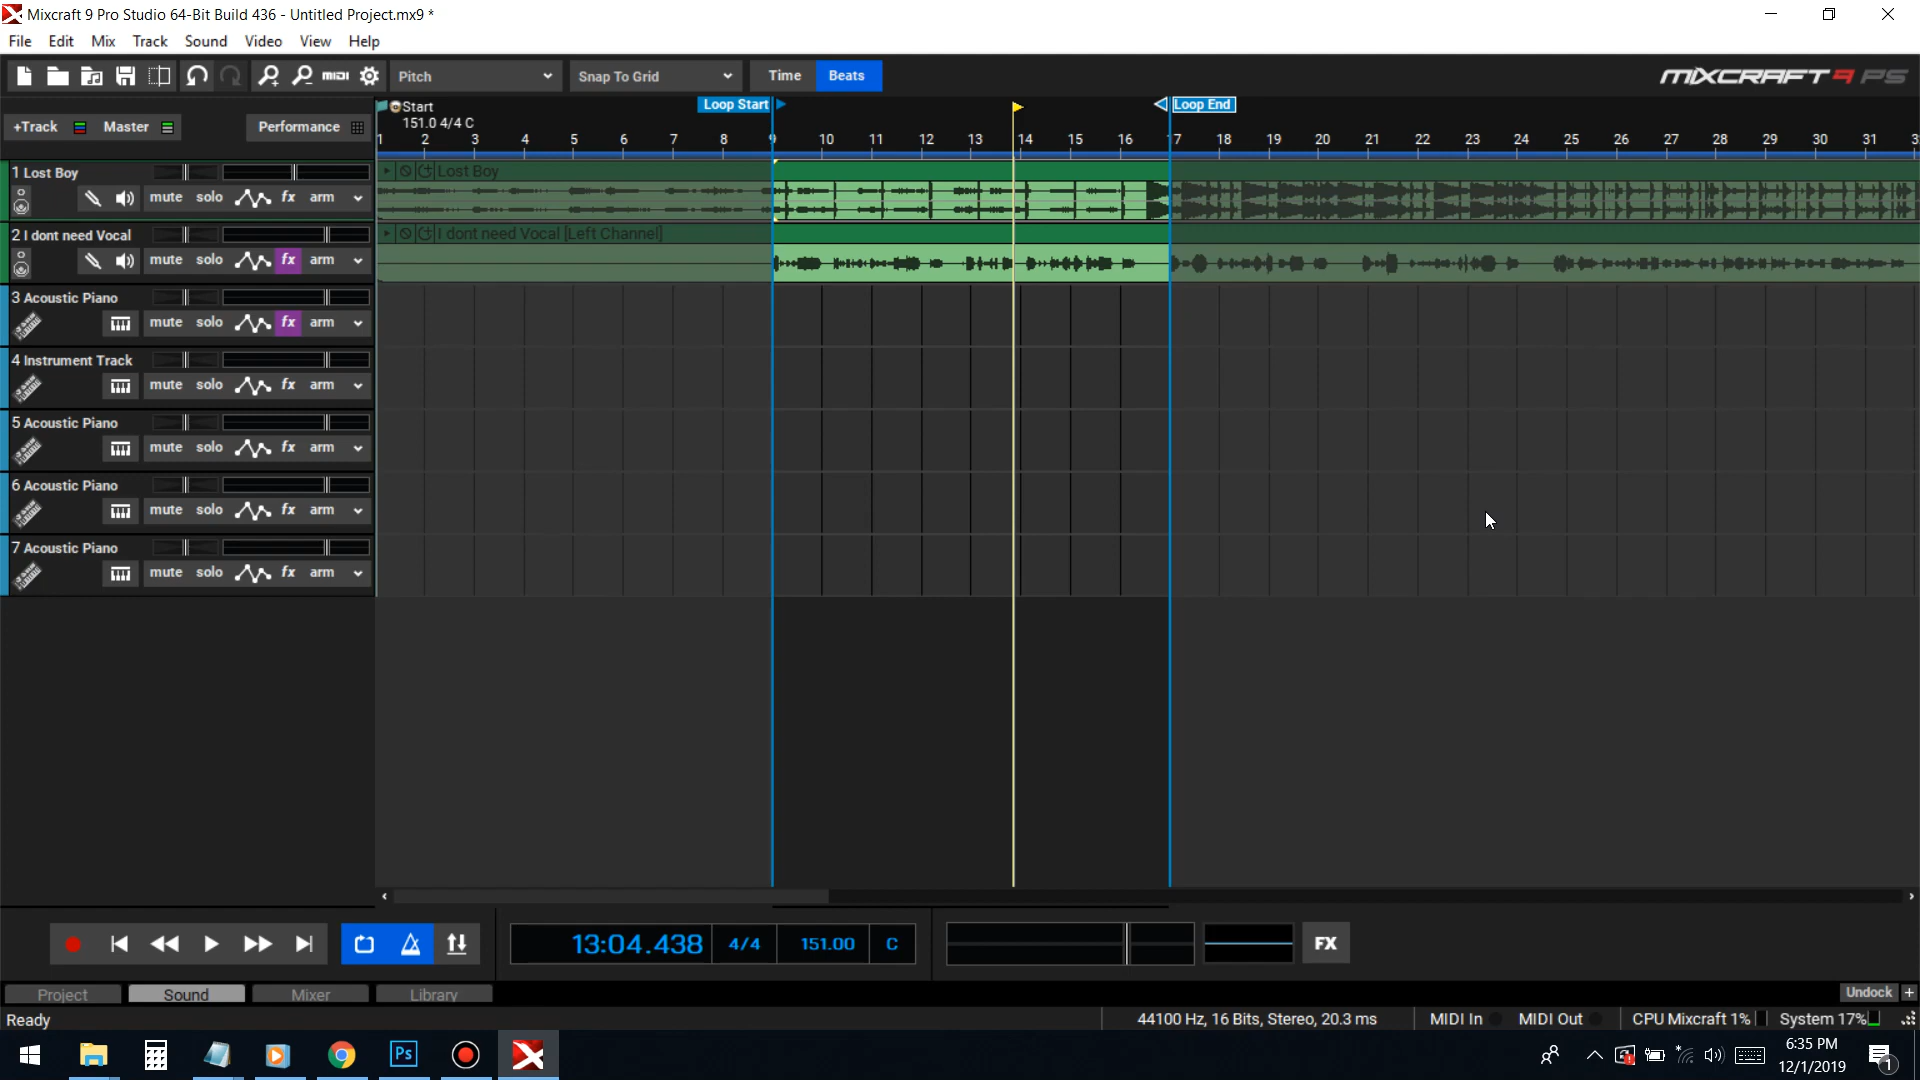 Mixcraft 9 Pro Studio 64-Bit Build 436 - Untitled Project.mx9 *
File Edit Mix Track Sound Video View Help
MIDI Pitch Snap To Grid Time Beats MIXCRAFT 9 PS
+Track Master Performance
Start Loop Start Loop End
151.0 4/4 C
1 2 3 4 5 6 7 8 9 10 11 12 13 14 15 16 17 18 19 20 21 22 23 24 25 26 27 28 29 30 31
1 Lost Boy
mute solo fx arm
Lost Boy
2 I dont need Vocal
mute solo fx arm
I dont need Vocal [Left Channel]
3 Acoustic Piano
mute solo fx arm
4 Instrument Track
mute solo fx arm
5 Acoustic Piano
mute solo fx arm
6 Acoustic Piano
mute solo fx arm
7 Acoustic Piano
mute solo fx arm
13:04.438 4/4 151.00 C FX
Project Sound Mixer Library Undock +
Ready 44100 Hz, 16 Bits, Stereo, 20.3 ms MIDI In MIDI Out CPU Mixcraft 1% System 17%
Ps 6:35 PM
12/1/2019 1